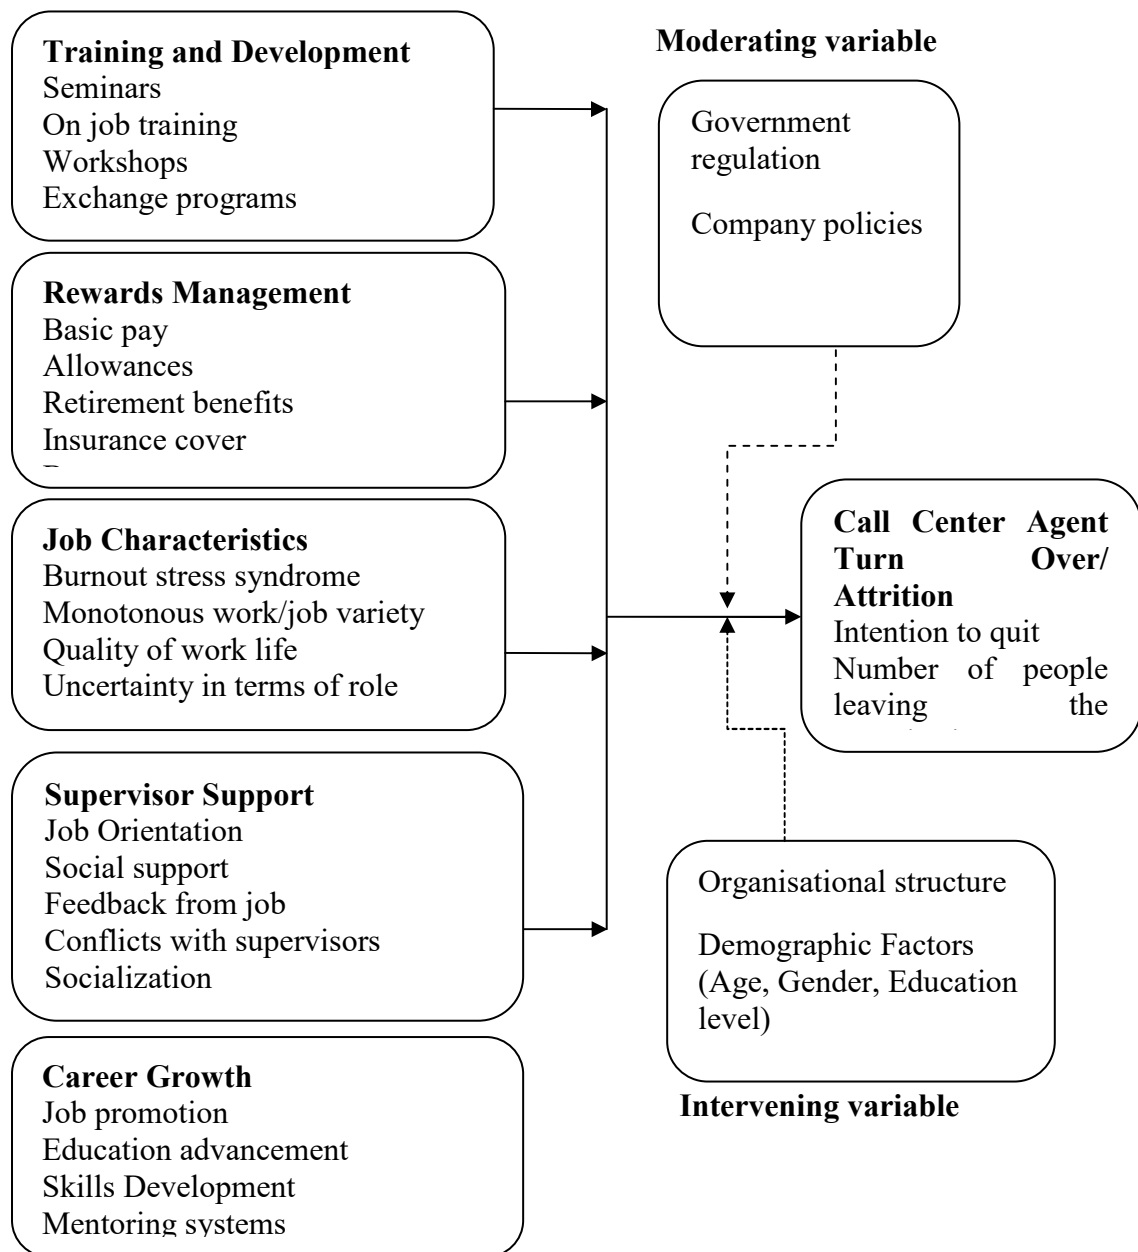 Training and Development
Seminars
On job training
Workshops
Exchange programs
Rewards Management
Basic pay
Allowances
Retirement benefits
Insurance cover
Job Characteristics
Burnout stress syndrome
Monotonous work/job variety
Quality of work life
Uncertainty in terms of role
Supervisor Support
Job Orientation
Social support
Feedback from job
Conflicts with supervisors
Socialization
Career Growth
Job promotion
Education advancement
Skills Development
Mentoring systems
Moderating variable
Government
regulation
Company policies
Call Center Agent
Turn Over/
Attrition
Intention to quit
Number of people
leaving the
Organisational structure
Demographic Factors
(Age, Gender, Education
level)
Intervening variable